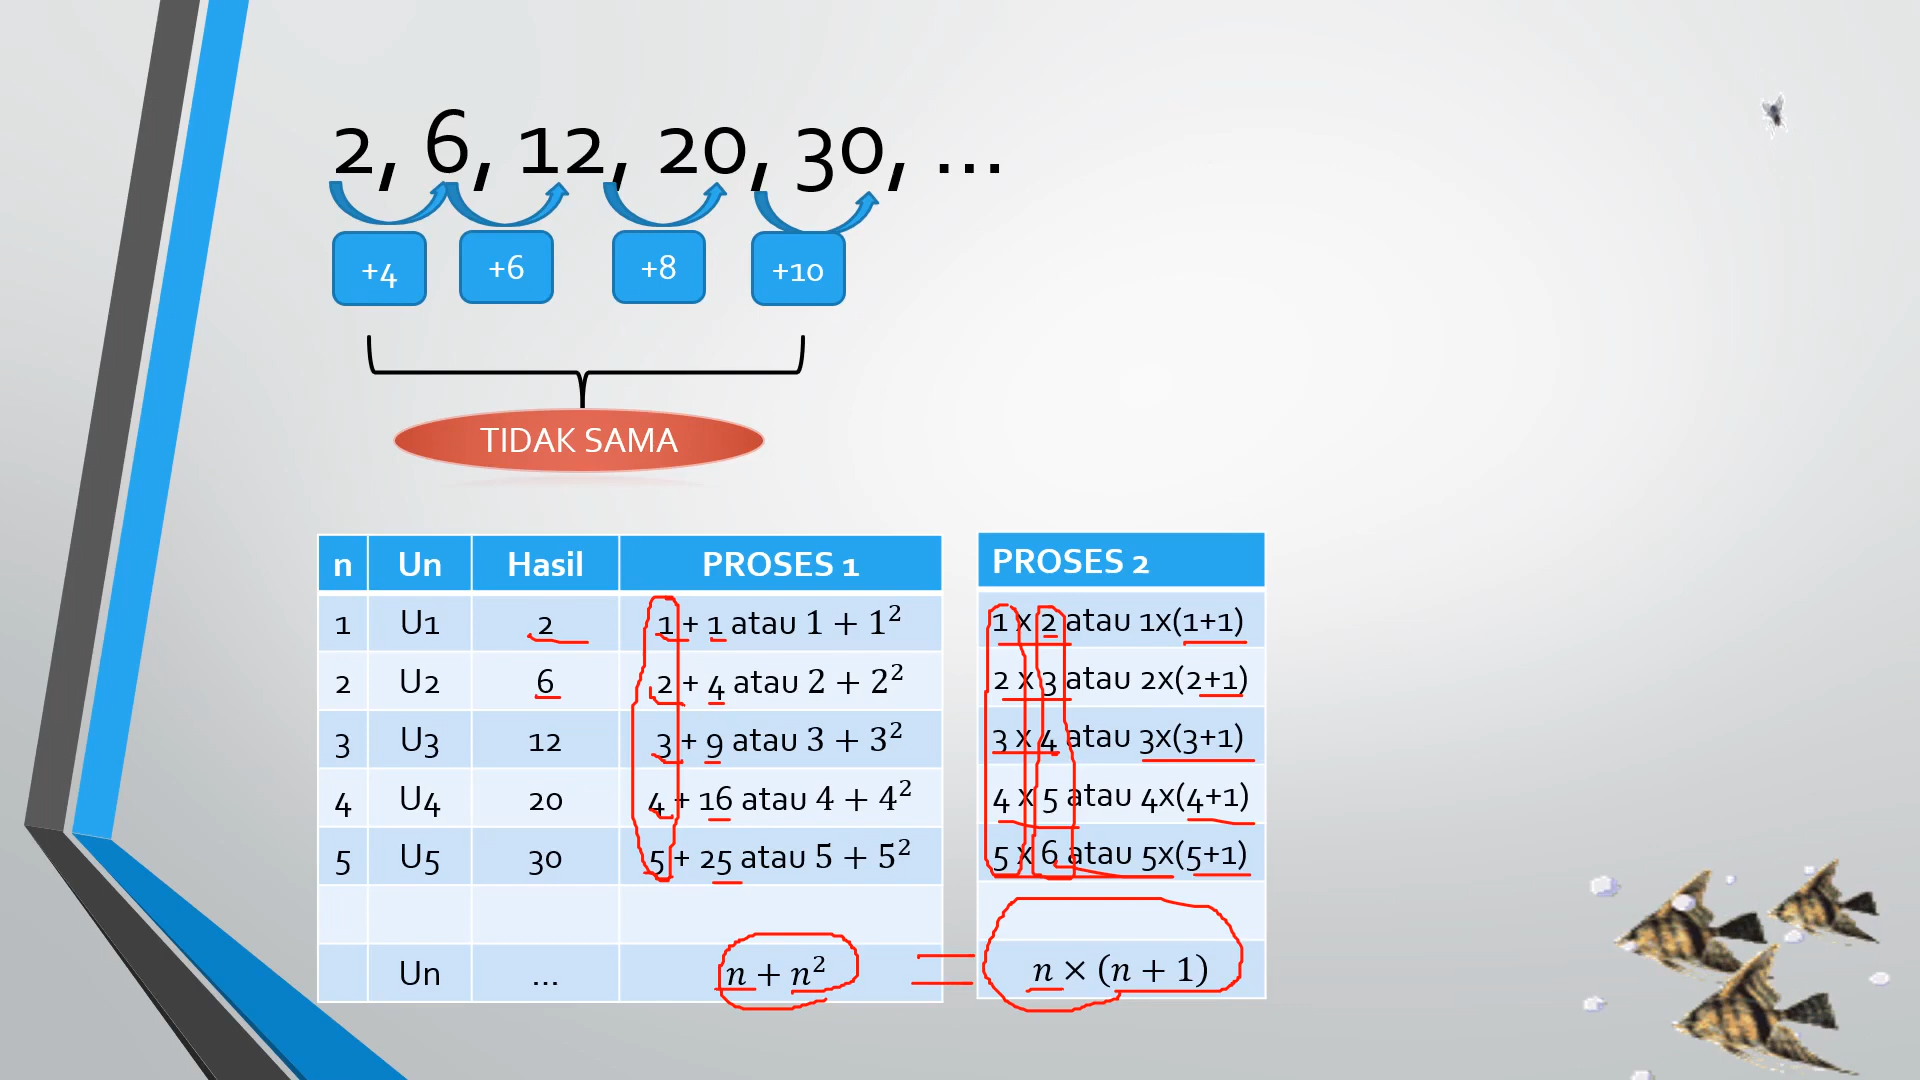 2, 6, 12, 20, 30, ...
+4 +6 +8 +10
TIDAK SAMA
n Un Hasil PROSES 1 PROSES 2
1 U1 2 1 + 1 atau 1 + 1² 1 x 2 atau 1x(1+1)
2 U2 6 2 + 4 atau 2 + 2² 2 x 3 atau 2x(2+1)
3 U3 12 3 + 9 atau 3 + 3² 3 x 4 atau 3x(3+1)
4 U4 20 4 + 16 atau 4 + 4² 4 x 5 atau 4x(4+1)
5 U5 30 5 + 25 atau 5 + 5² 5 x 6 atau 5x(5+1)
Un ... n + n² = n × (n + 1)